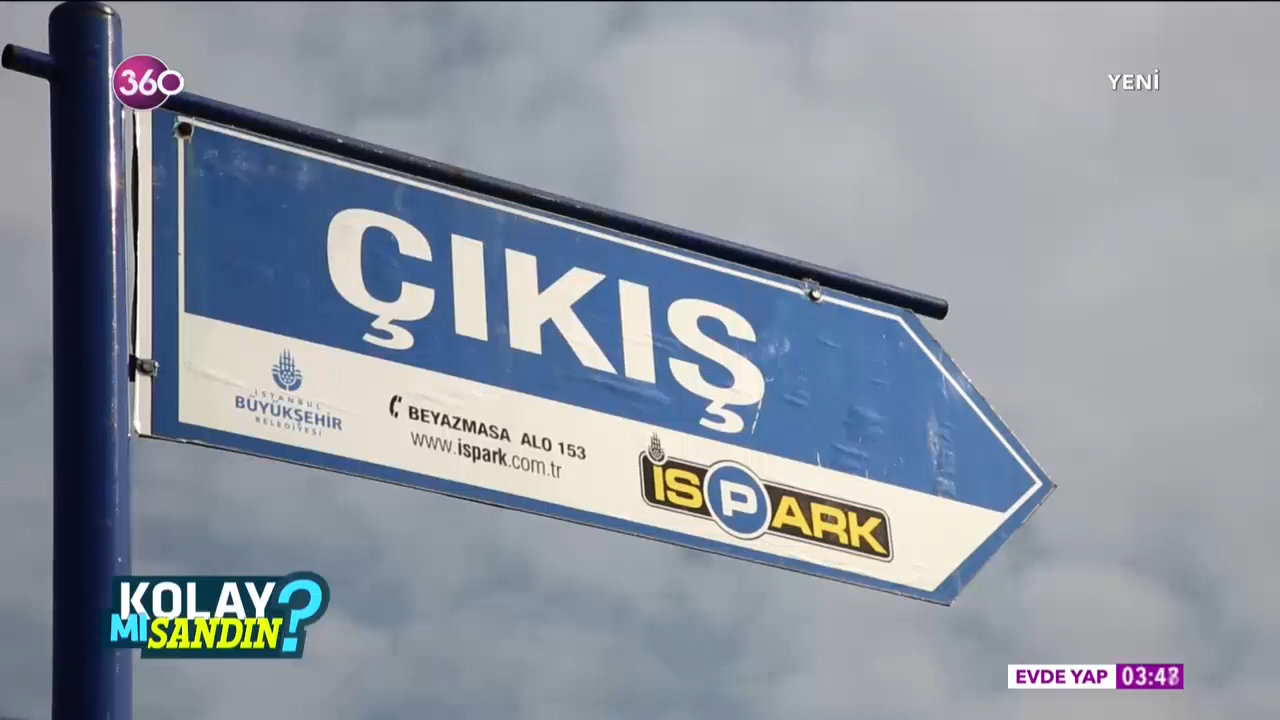 360
YENİ
ÇIKIŞ
İSTANBUL
BÜYÜKŞEHİR
BELEDİYESİ
BEYAZMASA ALO 153
www.ispark.com.tr
İSPARK
KOLAY
MI SANDIN?
EVDE YAP 03:48